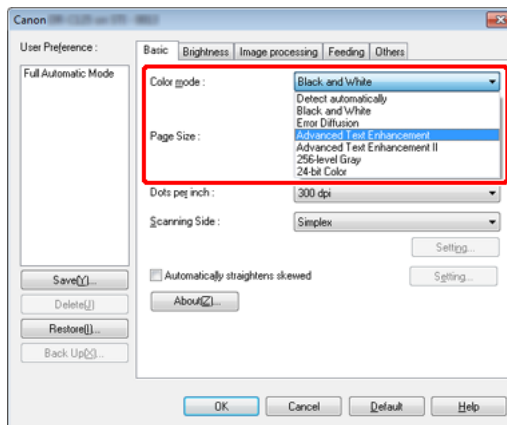 Canon
User Preference :
Full Automatic Mode
Save(Y)...
Delete(J)
Restore(I)...
Back Up(X)...
Basic Brightness Image processing Feeding Others
Color mode : Black and White
Detect automatically
Black and White
Error Diffusion
Advanced Text Enhancement
Advanced Text Enhancement II
256-level Gray
24-bit Color
Page Size :
Dots per inch : 300 dpi
Scanning Side : Simplex
Setting...
Automatically straightens skewed Setting...
About(Z)...
OK Cancel Default Help